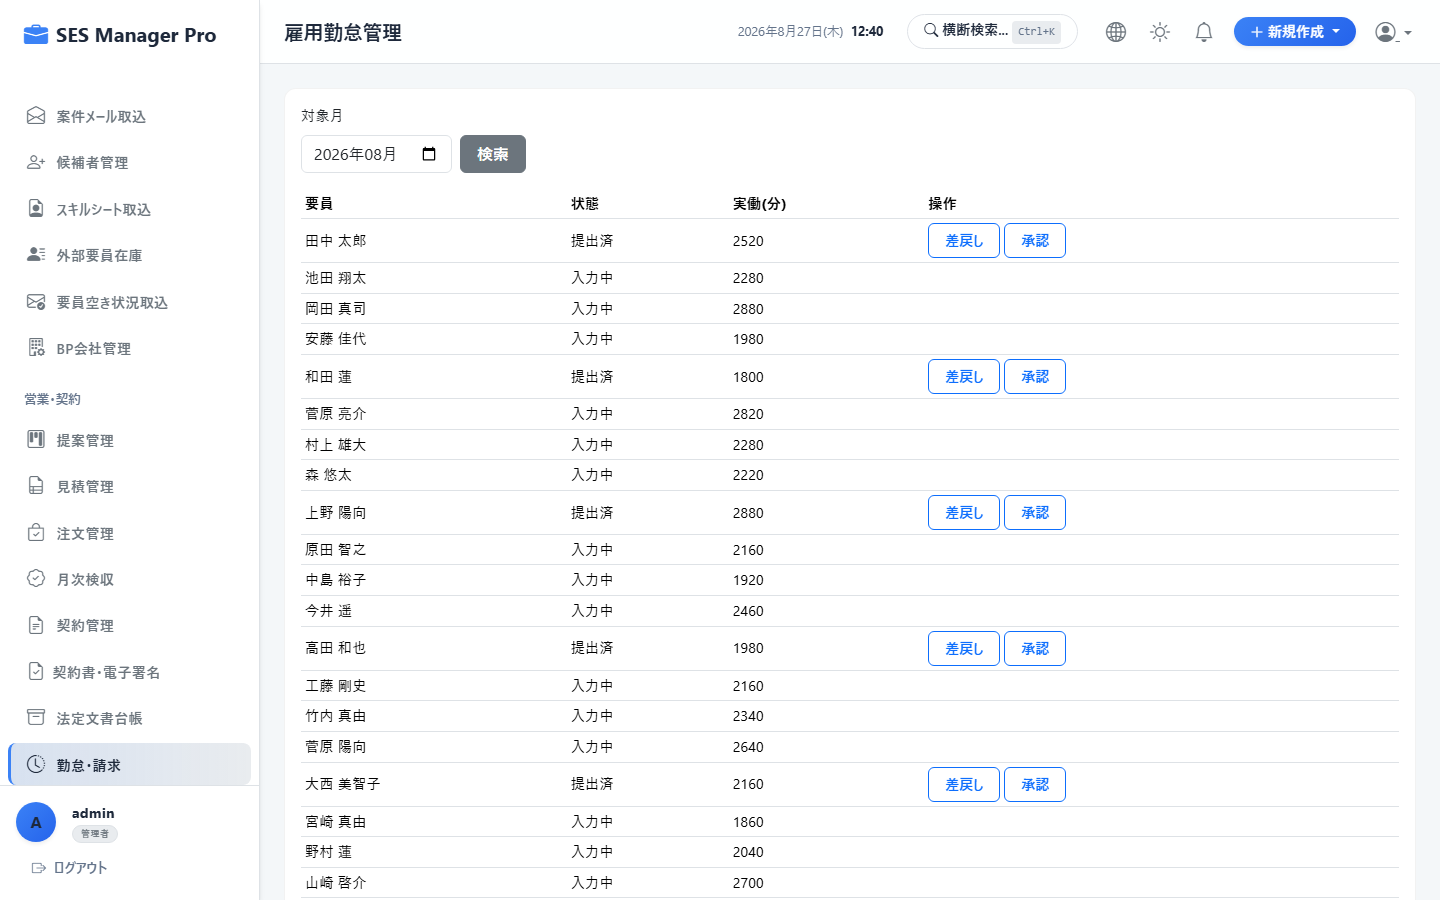 SES Manager Pro
雇用勤怠管理
2026年8月27日(木) 12:40
横断検索... Ctrl+K
新規作成
案件メール取込
候補者管理
スキルシート取込
外部要員在庫
要員空き状況取込
BP会社管理
営業・契約
提案管理
見積管理
注文管理
月次検収
契約管理
契約書・電子署名
法定文書台帳
勤怠・請求
A
admin
管理者
ログアウト
対象月
2026年08月 検索
要員 状態 実働(分) 操作
田中 太郎 提出済 2520 差戻し 承認
池田 翔太 入力中 2280
岡田 真司 入力中 2880
安藤 佳代 入力中 1980
和田 蓮 提出済 1800 差戻し 承認
菅原 亮介 入力中 2820
村上 雄大 入力中 2280
森 悠太 入力中 2220
上野 陽向 提出済 2880 差戻し 承認
原田 智之 入力中 2160
中島 裕子 入力中 1920
今井 遥 入力中 2460
高田 和也 提出済 1980 差戻し 承認
工藤 剛史 入力中 2160
竹内 真由 入力中 2340
菅原 陽向 入力中 2640
大西 美智子 提出済 2160 差戻し 承認
宮崎 真由 入力中 1860
野村 蓮 入力中 2040
山崎 啓介 入力中 2700